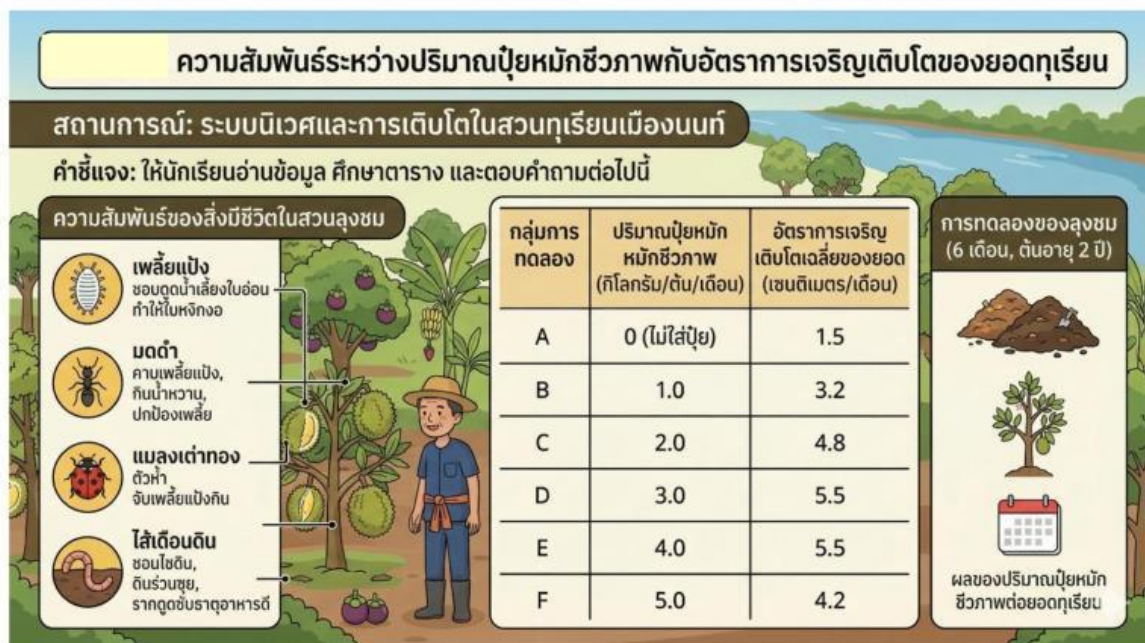 ความสัมพันธ์ระหว่างปริมาณปุ๋ยหมักชีวภาพกับอัตราการเจริญเติบโตของยอดทุเรียน
สถานการณ์: ระบบนิเวศและการเติบโตในสวนทุเรียนเมืองนนท์
คำชี้แจง: ให้นักเรียนอ่านข้อมูล ศึกษาตาราง และตอบคำถามต่อไปนี้
ความสัมพันธ์ของสิ่งมีชีวิตในสวนลุงชม
เพลี้ยแป้ง
ชอบดูดน้ำเลี้ยงใบอ่อน
ทำให้ใบหงิกงอ
มดดำ
คาบเพลี้ยแป้ง,
กินน้ำหวาน,
ปกป้องเพลี้ย
แมลงเต่าทอง
ตัวห้ำ
จับเพลี้ยแป้งกิน
ไส้เดือนดิน
ชอนไชดิน,
ดินร่วนซุย,
รากดูดซับธาตุอาหารดี
กลุ่มการ
ทดลอง
ปริมาณปุ๋ยหมัก
หมักชีวภาพ
(กิโลกรัม/ต้น/เดือน)
อัตราการเจริญ
เติบโตเฉลี่ยของยอด
(เซนติเมตร/เดือน)
A 0 (ไม่ใส่ปุ๋ย) 1.5
B 1.0 3.2
C 2.0 4.8
D 3.0 5.5
E 4.0 5.5
F 5.0 4.2
การทดลองของลุงชม
(6 เดือน, ต้นอายุ 2 ปี)
ผลของปริมาณปุ๋ยหมัก
ชีวภาพต่อยอดทุเรียน